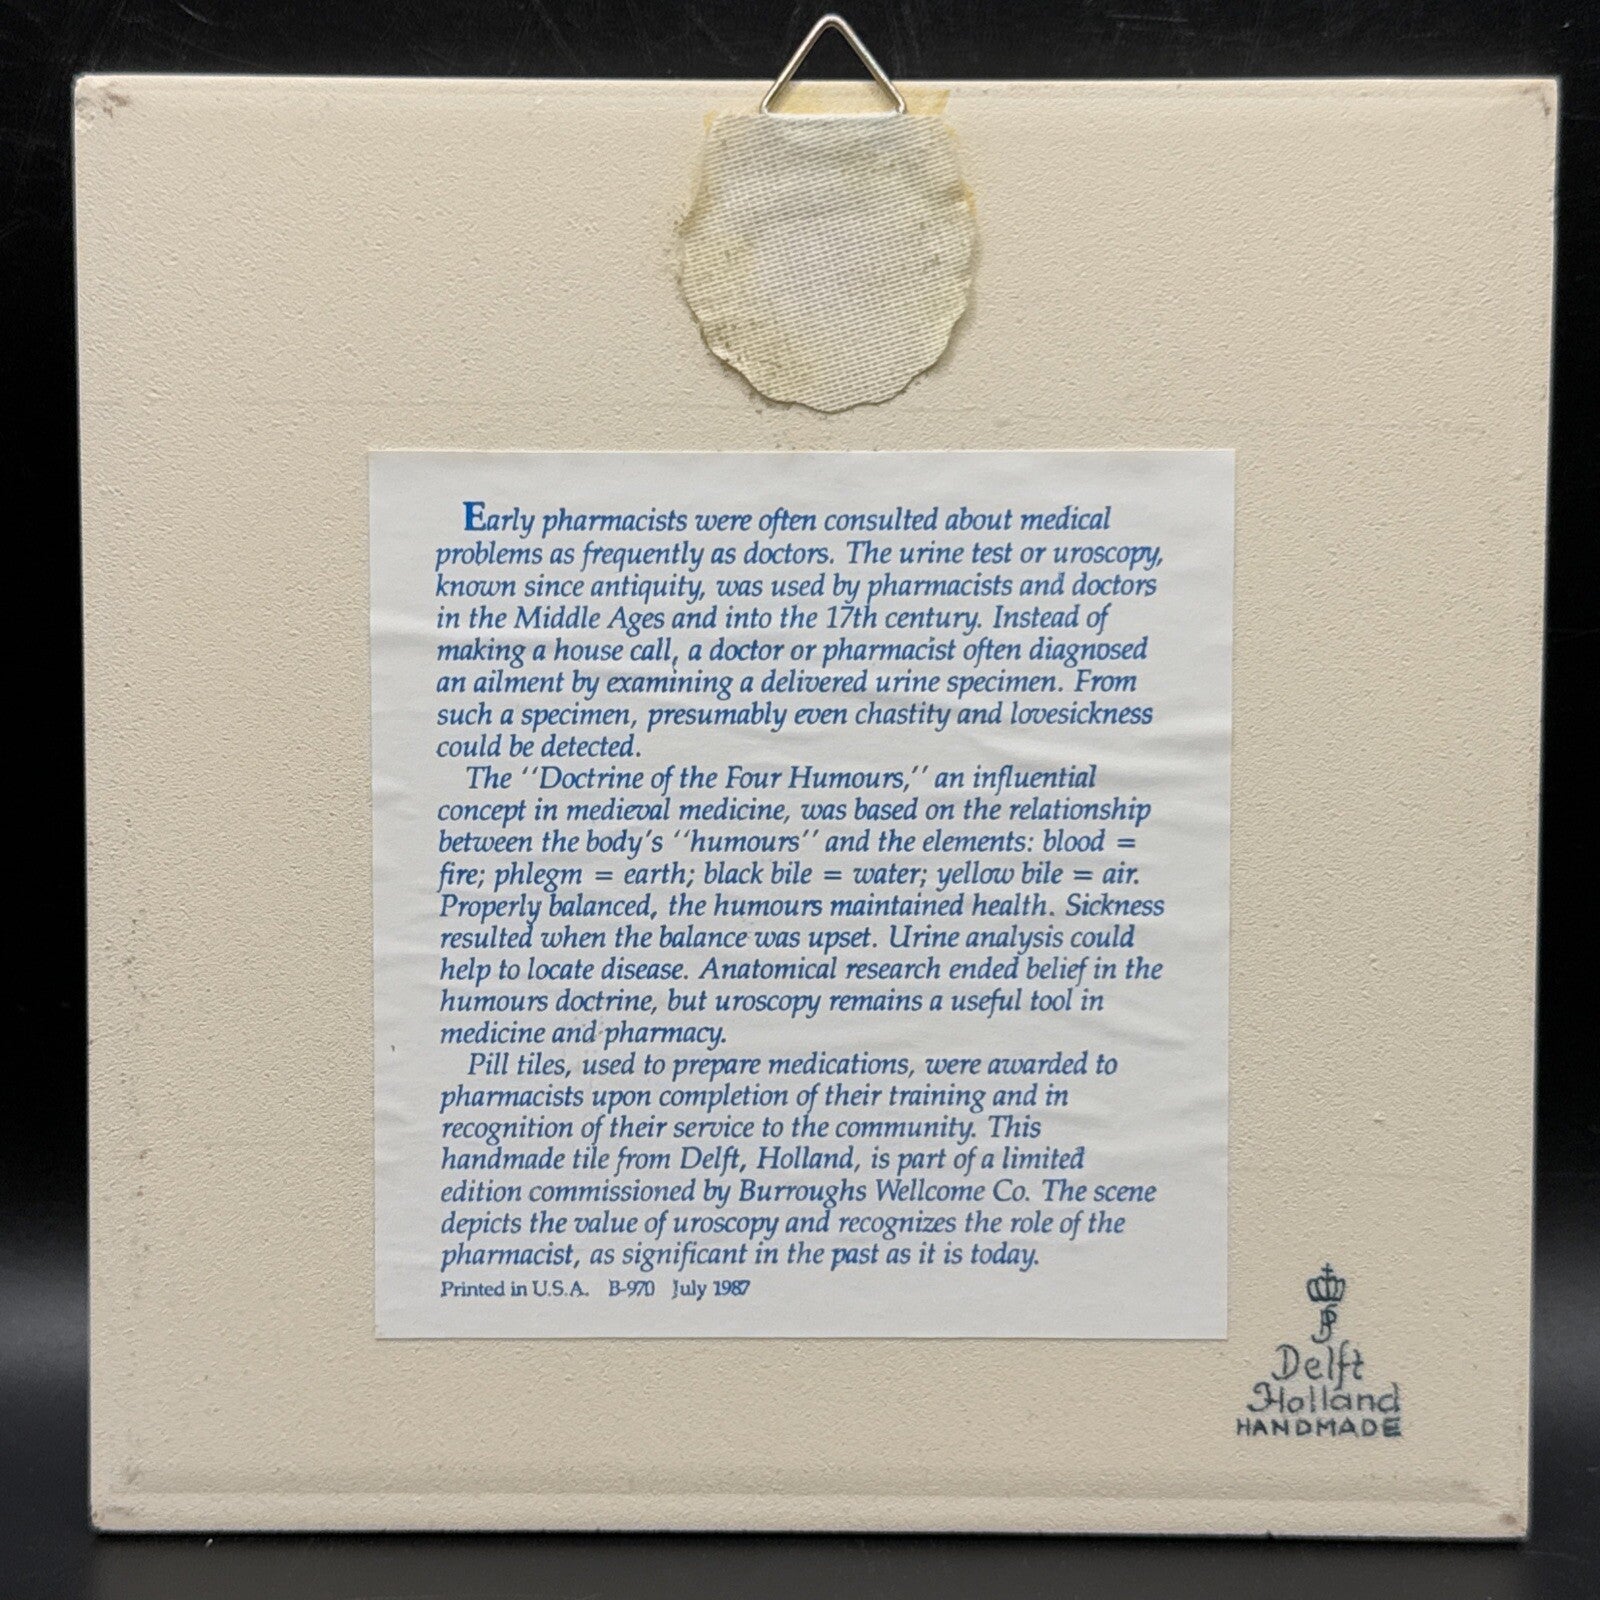 Early pharmacists were often consulted about medical
problems as frequently as doctors. The urine test or uroscopy,
known since antiquity, was used by pharmacists and doctors
in the Middle Ages and into the 17th century. Instead of
making a house call, a doctor or pharmacist often diagnosed
an ailment by examining a delivered urine specimen. From
such a specimen, presumably even chastity and lovesickness
could be detected.
The ''Doctrine of the Four Humours,'' an influential
concept in medieval medicine, was based on the relationship
between the body's ''humours'' and the elements: blood =
fire; phlegm = earth; black bile = water; yellow bile = air.
Properly balanced, the humours maintained health. Sickness
resulted when the balance was upset. Urine analysis could
help to locate disease. Anatomical research ended belief in the
humours doctrine, but uroscopy remains a useful tool in
medicine and pharmacy.
Pill tiles, used to prepare medications, were awarded to
pharmacists upon completion of their training and in
recognition of their service to the community. This
handmade tile from Delft, Holland, is part of a limited
edition commissioned by Burroughs Wellcome Co. The scene
depicts the value of uroscopy and recognizes the role of the
pharmacist, as significant in the past as it is today.
Printed in U.S.A. B-970 July 1987
Delft
Holland
HANDMADE